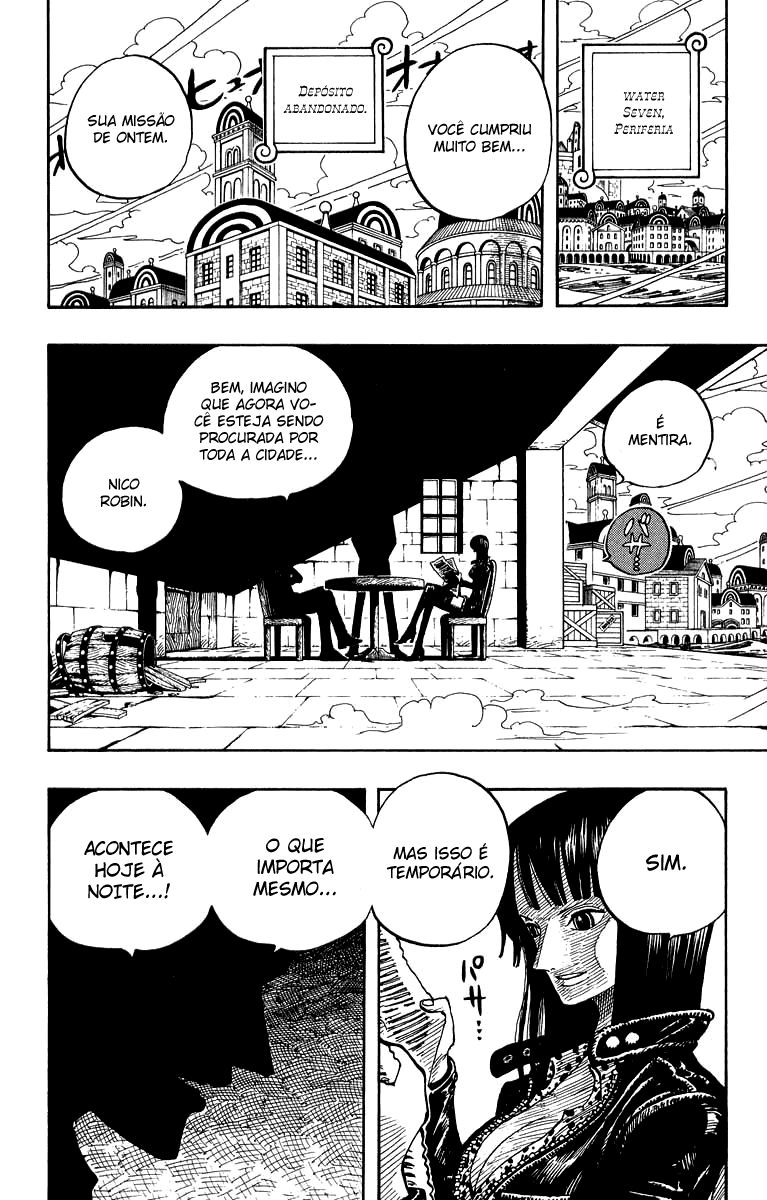 WATER
SEVEN,
PERIFERIA
VOCÊ CUMPRIU
MUITO BEM...
DEPÓSITO
ABANDONADO.
SUA MISSÃO
DE ONTEM.
É
MENTIRA.
BEM, IMAGINO
QUE AGORA VO-
CÊ ESTEJA SENDO
PROCURADA POR
TODA A CIDADE...
NICO
ROBIN.
SIM.
MAS ISSO É
TEMPORÁRIO.
パサ...
O QUE
IMPORTA
MESMO...
ACONTECE
HOJE À
NOITE...!